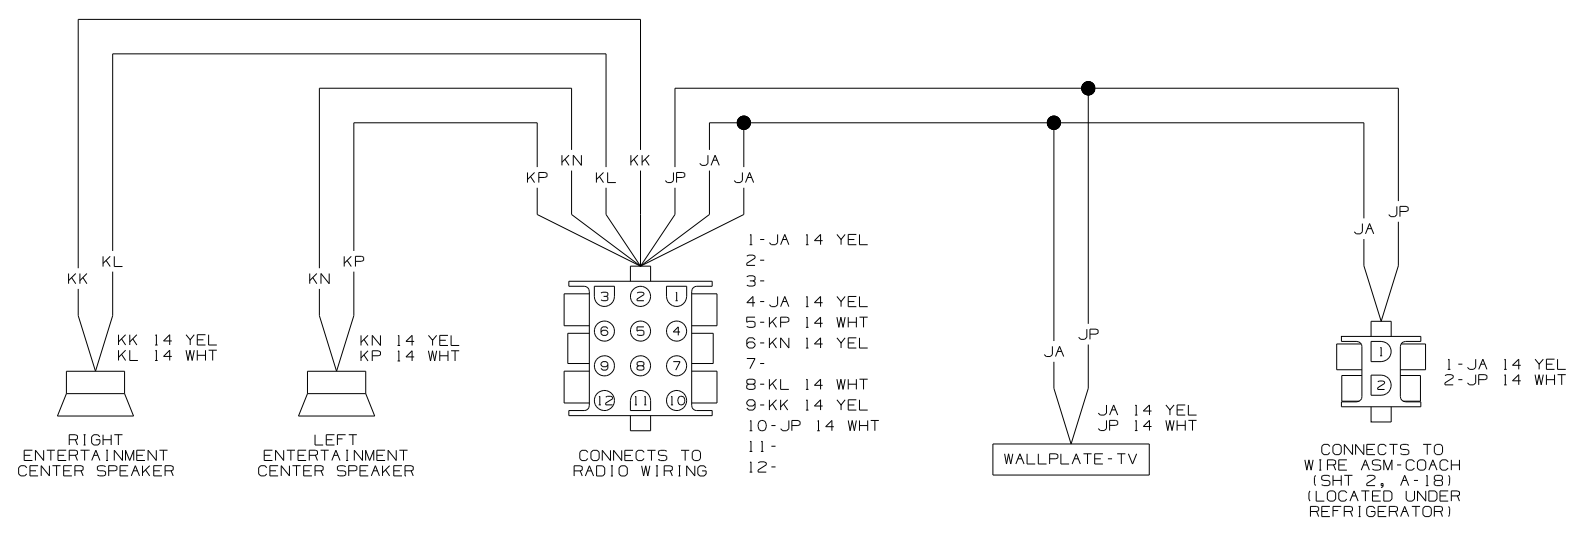 KN
KK
JA
KP
KL
JP
JA
JP
JA
1-JA 14 YEL
2-
3-
4-JA 14 YEL
5-KP 14 WHT
6-KN 14 YEL
7-
8-KL 14 WHT
9-KK 14 YEL
10-JP 14 WHT
11-
12-
KL
KK
KP
KN
3 2 1
6 5 4
9 8 7
12 11 10
KK 14 YEL
KL 14 WHT
KN 14 YEL
KP 14 WHT
JP
JA
1
2
1-JA 14 YEL
2-JP 14 WHT
JA 14 YEL
JP 14 WHT
RIGHT
ENTERTAINMENT
CENTER SPEAKER
LEFT
ENTERTAINMENT
CENTER SPEAKER
CONNECTS TO
RADIO WIRING
WALLPLATE-TV
CONNECTS TO
WIRE ASM-COACH
(SHT 2, A-18)
(LOCATED UNDER
REFRIGERATOR)